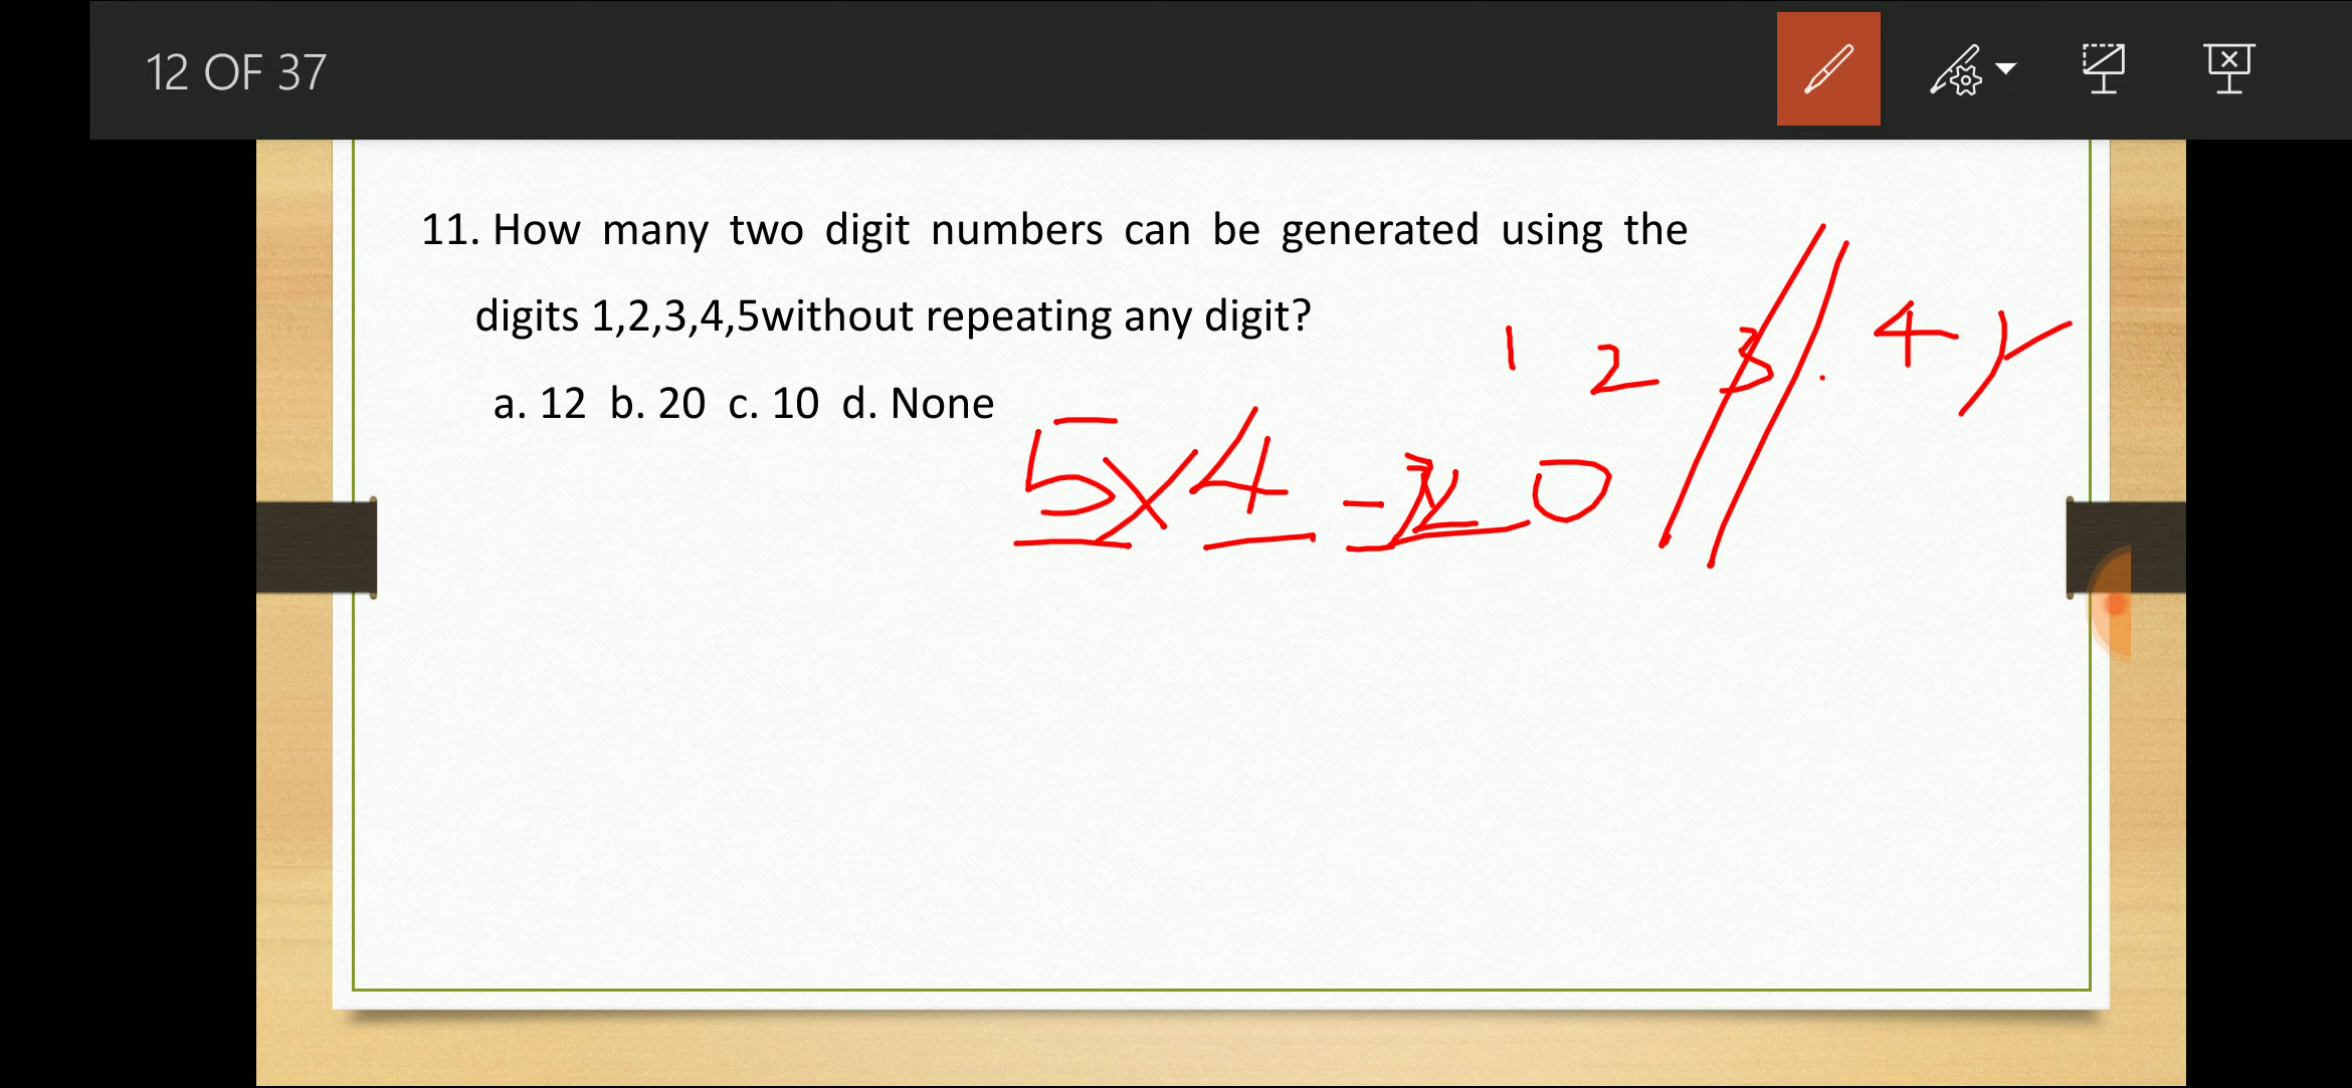 12 OF 37
11. How many two digit numbers can be generated using the
digits 1,2,3,4,5without repeating any digit?
1 2 3 4
a. 12 b. 20 c. 10 d. None
5x4 = 20